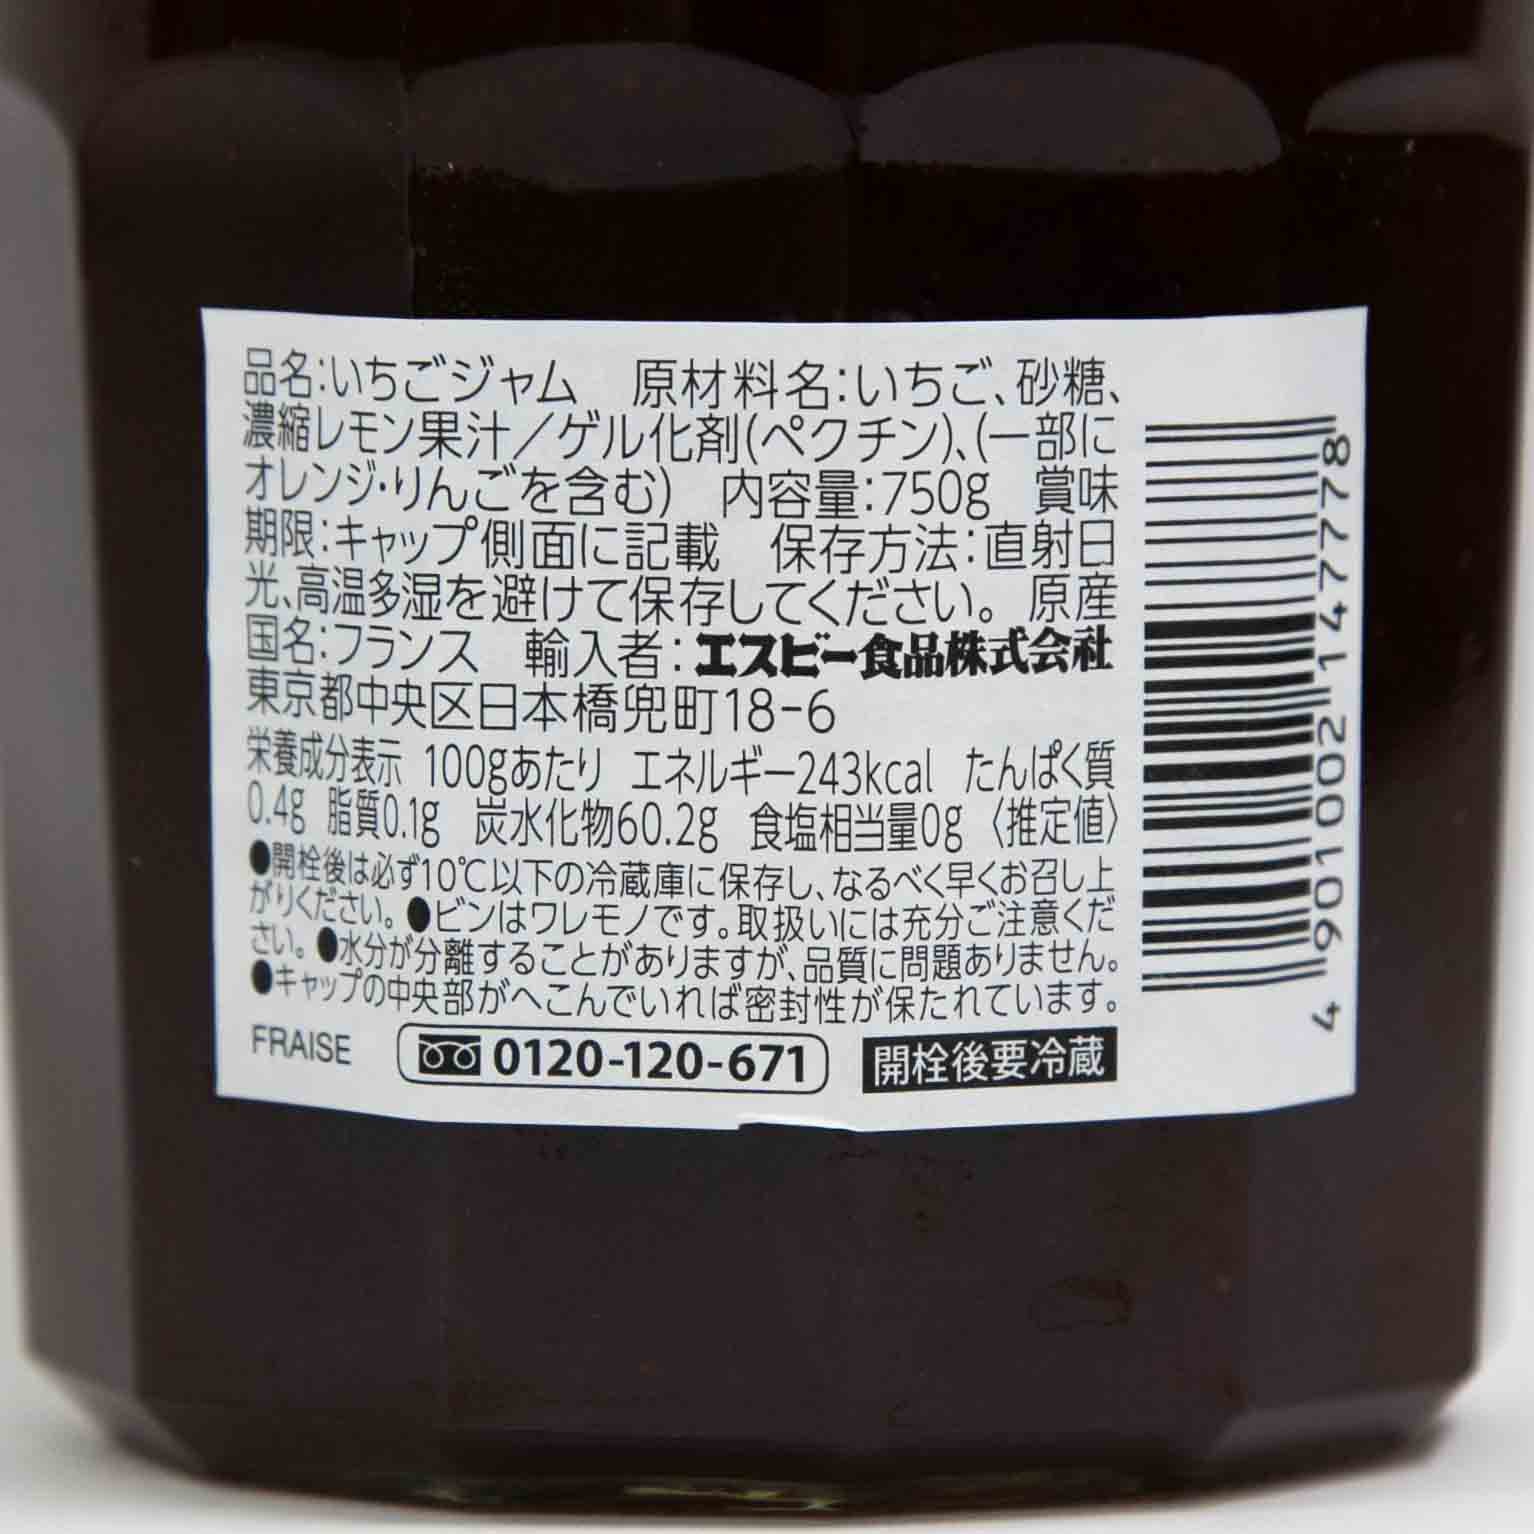 品名:いちごジャム 原材料名:いちご、砂糖、
濃縮レモン果汁/ゲル化剤(ペクチン)、(一部に
オレンジ・りんごを含む) 内容量:750g 賞味
期限:キャップ側面に記載 保存方法:直射日
光、高温多湿を避けて保存してください。 原産
国名:フランス 輸入者:エスビー食品株式会社
東京都中央区日本橋兜町18-6
栄養成分表示 100gあたり エネルギー243kcal たんぱく質
0.4g 脂質0.1g 炭水化物60.2g 食塩相当量0g 〈推定値〉
●開栓後は必ず10℃以下の冷蔵庫に保存し、なるべく早くお召し上
がりください。●ビンはワレモノです。取扱いには充分ご注意くだ
さい。●水分が分離することがありますが、品質に問題ありません。
●キャップの中央部がへこんでいれば密封性が保たれています。
FRAISE 0120-120-671 開栓後要冷蔵
4 901002 147778